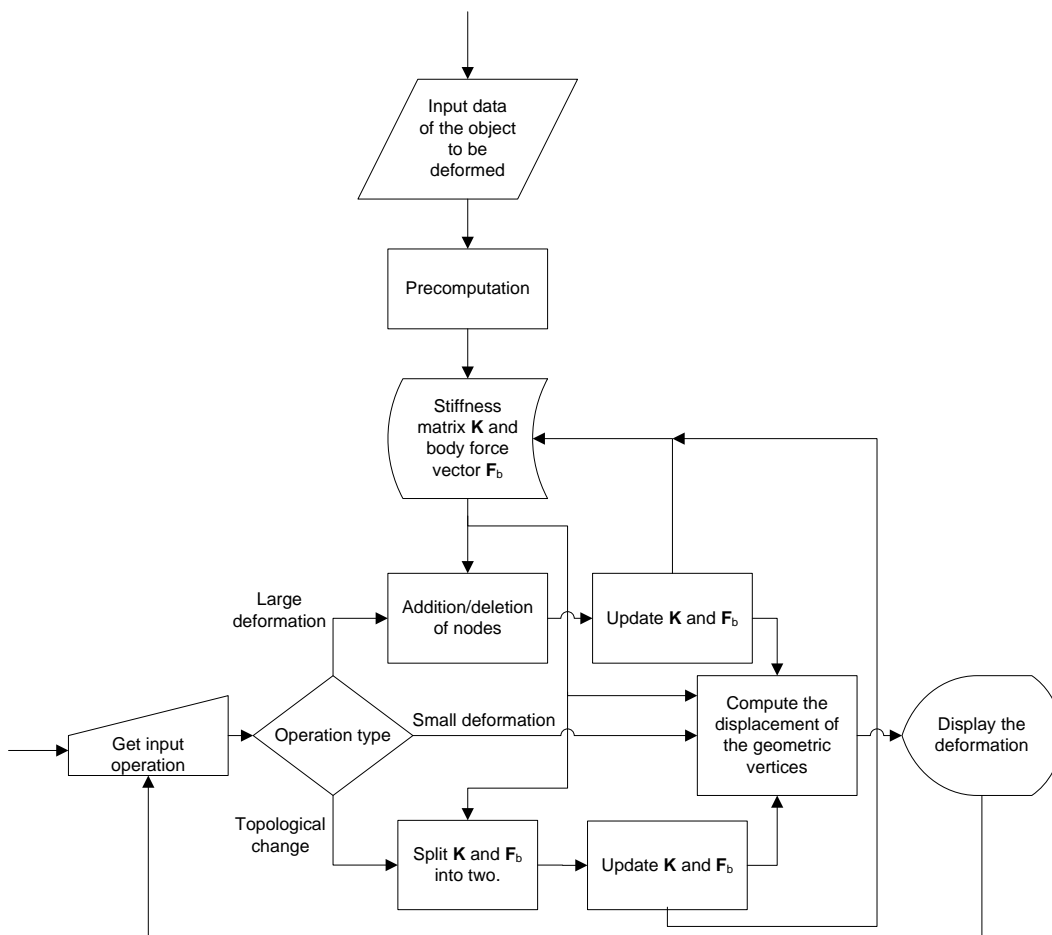 Input data
of the object
to be
deformed
Precomputation
Stiffness
matrix K and
body force
vector Fb
Large
deformation
Addition/deletion
of nodes
Update K and Fb
Get input
operation
Operation type
Small deformation
Compute the
displacement of
the geometric
vertices
Display the
deformation
Topological
change
Split K and Fb
into two.
Update K and Fb